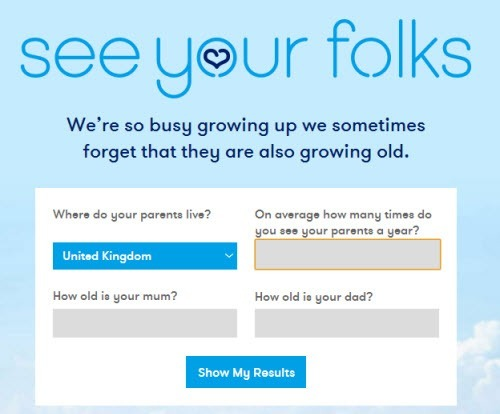 see your folks
We're so busy growing up we sometimes
forget that they are also growing old.
Where do your parents live?
On average how many times do
you see your parents a year?
United Kingdom
How old is your mum?
How old is your dad?
Show My Results